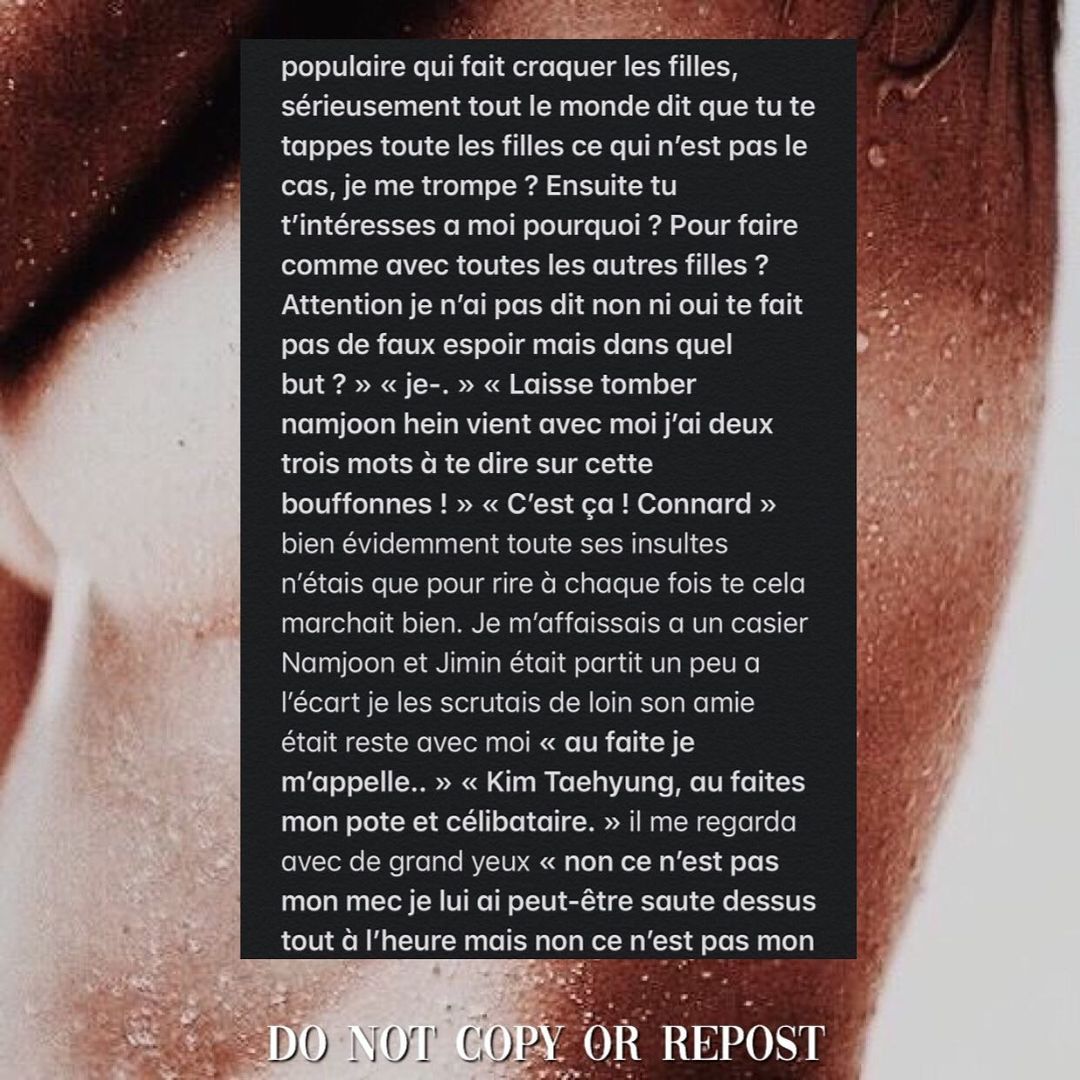 populaire qui fait craquer les filles,
sérieusement tout le monde dit que tu te
tappes toute les filles ce qui n’est pas le
cas, je me trompe ? Ensuite tu
t’intéresses a moi pourquoi ? Pour faire
comme avec toutes les autres filles ?
Attention je n’ai pas dit non ni oui te fait
pas de faux espoir mais dans quel
but ? » « je-. » « Laisse tomber
namjoon hein vient avec moi j’ai deux
trois mots à te dire sur cette
bouffonnes ! » « C’est ça ! Connard »
bien évidemment toute ses insultes
n’étais que pour rire à chaque fois te cela
marchait bien. Je m’affaissais a un casier
Namjoon et Jimin était partit un peu a
l’écart je les scrutais de loin son amie
était reste avec moi « au faite je
m’appelle.. » « Kim Taehyung, au faites
mon pote et célibataire. » il me regarda
avec de grand yeux « non ce n’est pas
mon mec je lui ai peut-être saute dessus
tout à l’heure mais non ce n’est pas mon
DO NOT COPY OR REPOST